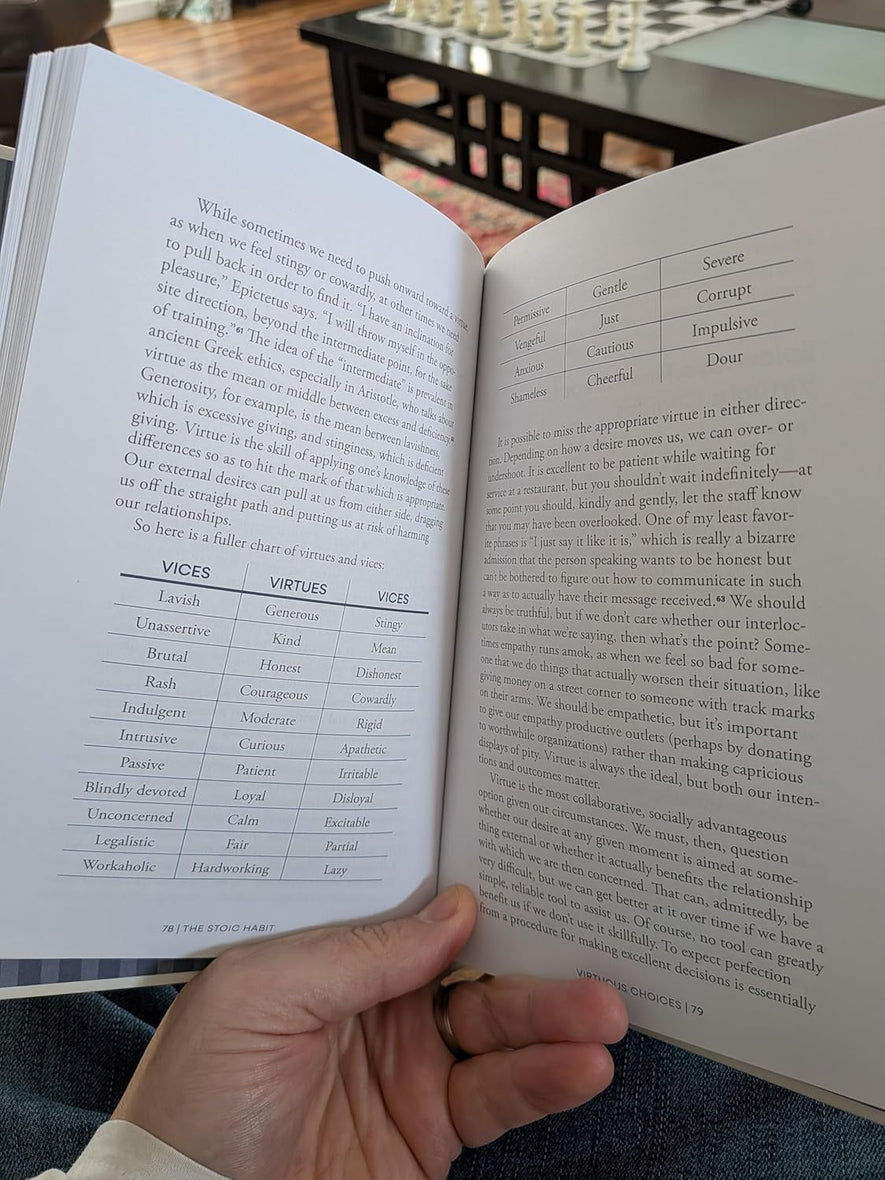 While sometimes we need to push onward toward a virtue,
as when we feel stingy or cowardly, at other times we need
to pull back in order to find it. “I have an inclination for
pleasure,” Epictetus says. “I will throw myself in the oppo-
site direction, beyond the intermediate point, for the sake
of training.”⁶¹ The idea of the “intermediate” is prevalent in
ancient Greek ethics, especially in Aristotle, who talks about
virtue as the mean or middle between excess and deficiency.⁶²
Generosity, for example, is the mean between lavishness,
which is excessive giving, and stinginess, which is deficient
giving. Virtue is the skill of applying one’s knowledge of these
differences so as to hit the mark of that which is appropriate.
Our external desires can pull at us from either side, dragging
us off the straight path and putting us at risk of harming
our relationships.
So here is a fuller chart of virtues and vices:
VICES VIRTUES VICES
Lavish Generous Stingy
Unassertive Kind Mean
Brutal Honest Dishonest
Rash Courageous Cowardly
Indulgent Moderate Rigid
Intrusive Curious Apathetic
Passive Patient Irritable
Blindly devoted Loyal Disloyal
Unconcerned Calm Excitable
Legalistic Fair Partial
Workaholic Hardworking Lazy
78 | THE STOIC HABIT
Permissive Gentle Severe
Vengeful Just Corrupt
Anxious Cautious Impulsive
Shameless Cheerful Dour
It is possible to miss the appropriate virtue in either direc-
tion. Depending on how a desire moves us, we can over- or
undershoot. It is excellent to be patient while waiting for
service at a restaurant, but you shouldn’t wait indefinitely—at
some point you should, kindly and gently, let the staff know
that you may have been overlooked. One of my least favor-
ite phrases is “I just say it like it is,” which is really a bizarre
admission that the person speaking wants to be honest but
can’t be bothered to figure out how to communicate in such
a way as to actually have their message received.⁶³ We should
always be truthful, but if we don’t care whether our interloc-
utors take in what we’re saying, then what’s the point? Some-
times empathy runs amok, as when we feel so bad for some-
one that we do things that actually worsen their situation, like
giving money on a street corner to someone with track marks
on their arms. We should be empathetic, but it’s important
to give our empathy productive outlets (perhaps by donating
to worthwhile organizations) rather than making capricious
displays of pity. Virtue is always the ideal, but both our inten-
tions and outcomes matter.
Virtue is the most collaborative, socially advantageous
option given our circumstances. We must, then, question
whether our desire at any given moment is aimed at some-
thing external or whether it actually benefits the relationship
with which we are then concerned. That can, admittedly, be
very difficult, but we can get better at it over time if we have a
simple, reliable tool to assist us. Of course, no tool can greatly
benefit us if we don’t use it skillfully. To expect perfection
from a procedure for making excellent decisions is essentially
VIRTUOUS CHOICES | 79